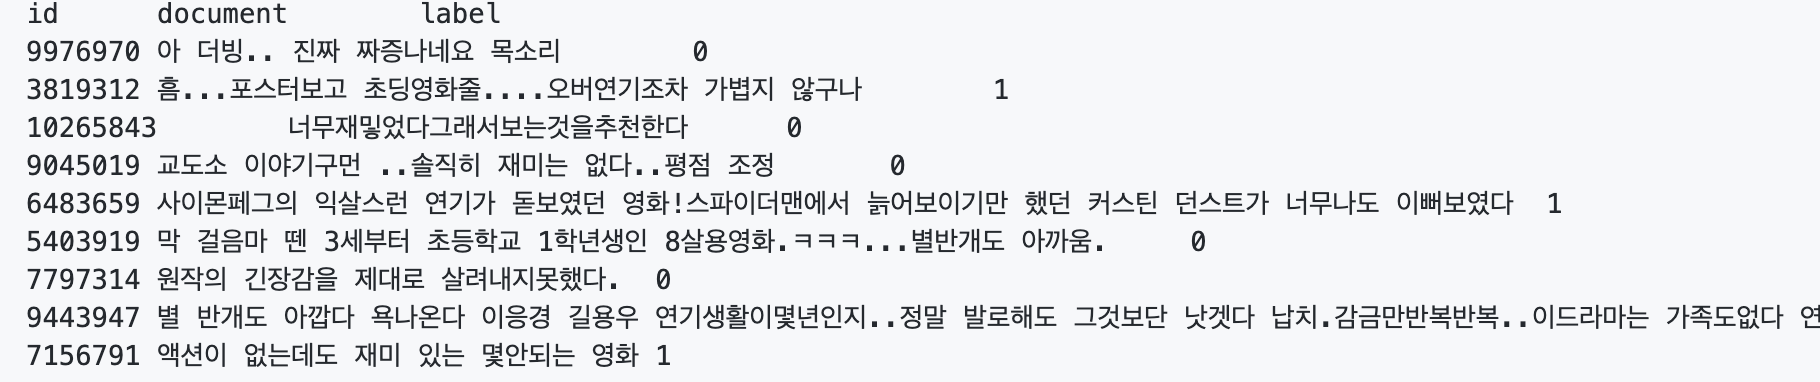 id document label
9976970 아 더빙.. 진짜 짜증나네요 목소리 0
3819312 흠...포스터보고 초딩영화줄....오버연기조차 가볍지 않구나 1
10265843 너무재밓었다그래서보는것을추천한다 0
9045019 교도소 이야기구먼 ..솔직히 재미는 없다..평점 조정 0
6483659 사이몬페그의 익살스런 연기가 돋보였던 영화!스파이더맨에서 늙어보이기만 했던 커스틴 던스트가 너무나도 이뻐보였다 1
5403919 막 걸음마 뗀 3세부터 초등학교 1학년생인 8살용영화.ㅋㅋㅋ...별반개도 아까움. 0
7797314 원작의 긴장감을 제대로 살려내지못했다. 0
9443947 별 반개도 아깝다 욕나온다 이응경 길용우 연기생활이몇년인지..정말 발로해도 그것보단 낫겟다 납치.감금만반복반복..이드라마는 가족도없다
7156791 액션이 없는데도 재미 있는 몇안되는 영화 1